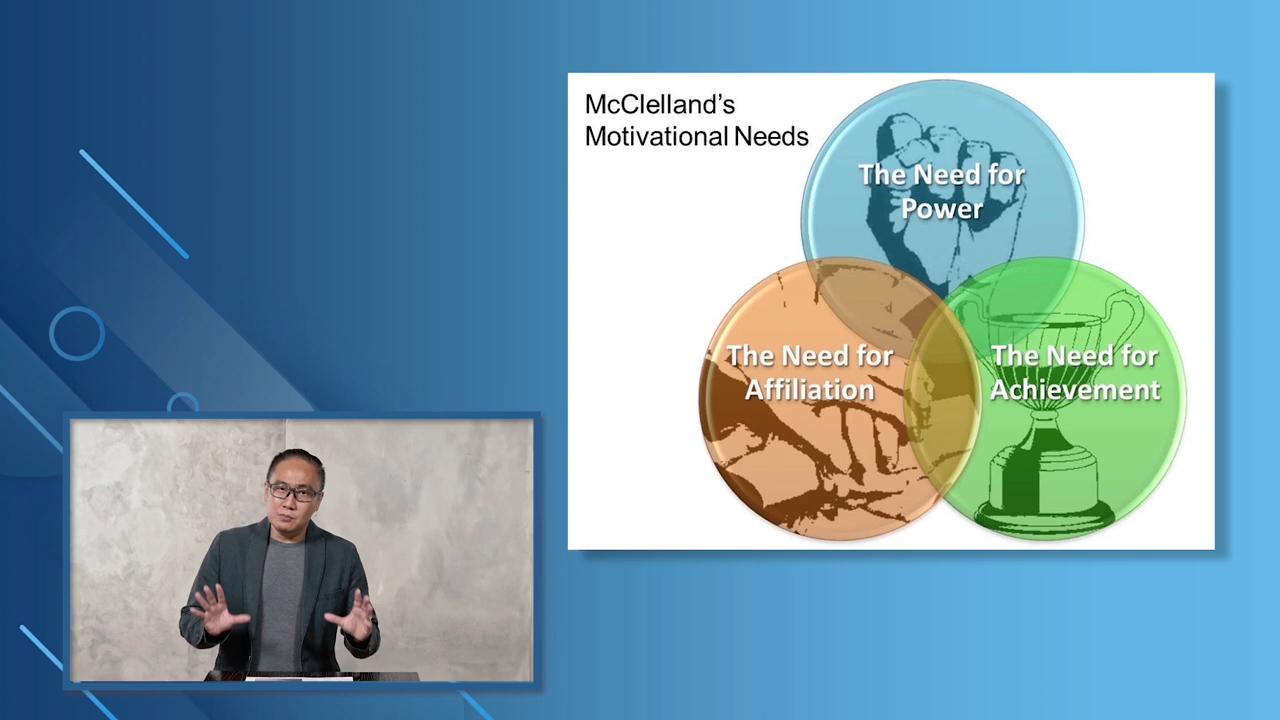 McClelland's
Motivational Needs
The Need for
Power
The Need for
Affiliation
The Need for
Achievement